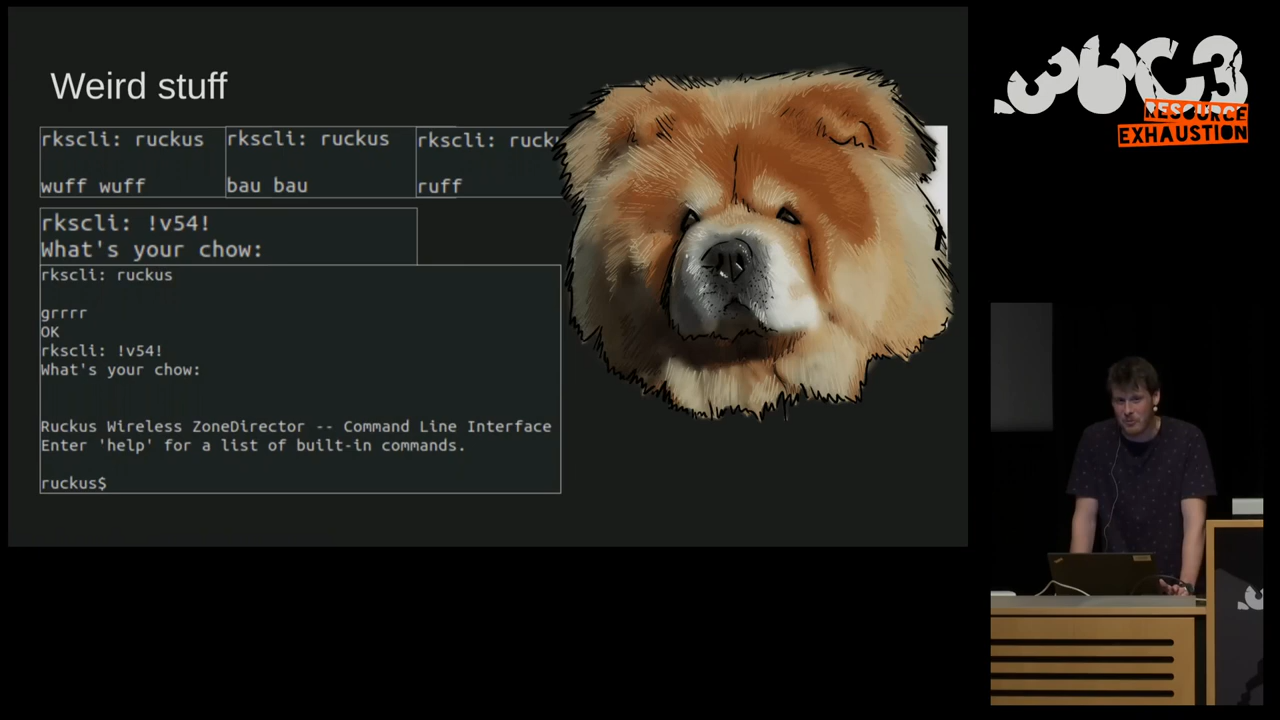 Weird stuff
rkscli: ruckus
wuff wuff
rkscli: ruckus
bau bau
rkscli: ruck
ruff
rkscli: !v54!
What's your chow:
rkscli: ruckus
grrrr
OK
rkscli: !v54!
What's your chow:
Ruckus Wireless ZoneDirector -- Command Line Interface
Enter 'help' for a list of built-in commands.
ruckus$
36C3
RESOURCE
EXHAUSTION